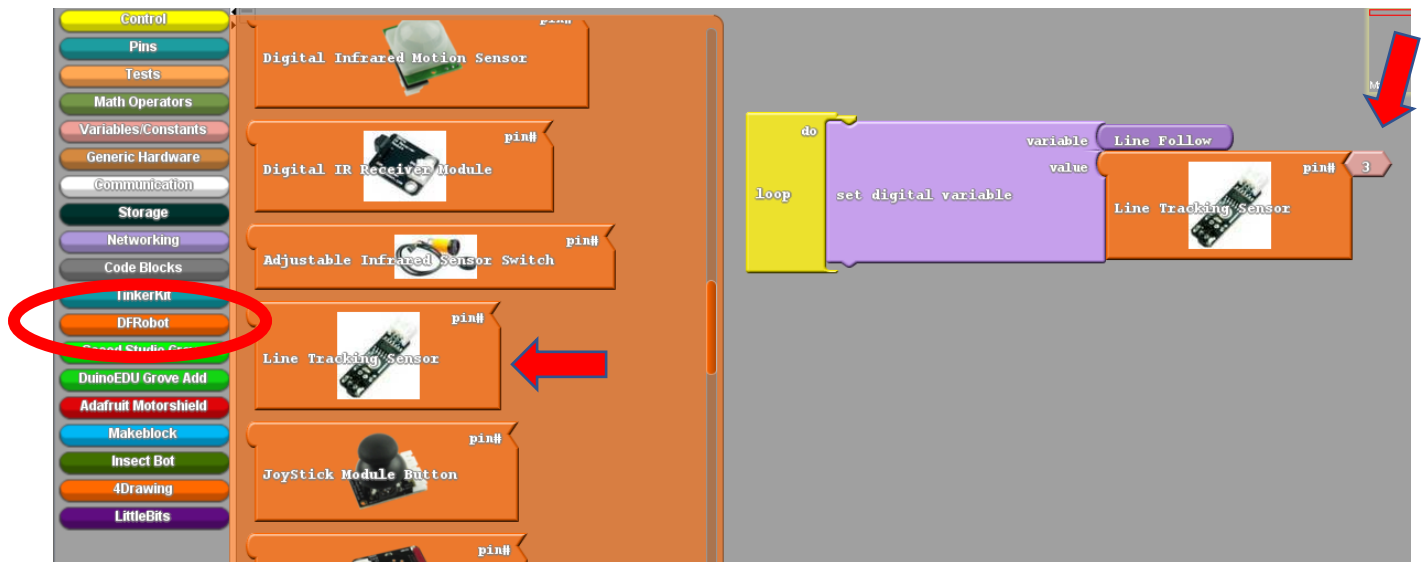 Control
Pins
Tests
Math Operators
Variables/Constants
Generic Hardware
Communication
Storage
Networking
Code Blocks
TinkerKit
DFRobot
DuinoEDU Grove Add
Adafruit Motorshield
Makeblock
Insect Bot
4Drawing
LittleBits
pin#
Digital Infrared Motion Sensor
pin#
Digital IR Receiver Module
pin#
Adjustable Infrared Sensor Switch
pin#
Line Tracking Sensor
pin#
JoyStick Module Button
pin#
do
loop
variable
value
set digital variable
Line Follow
pin# 3
Line Tracking Sensor